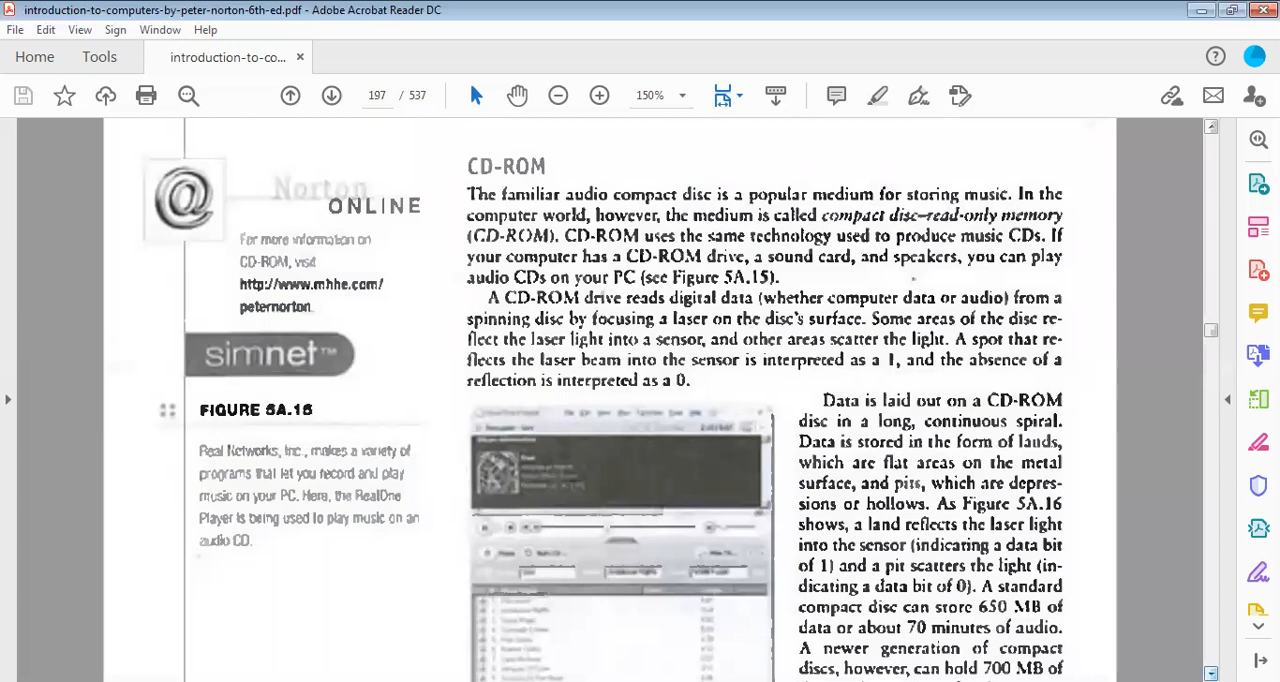 introduction-to-computers-by-peter-norton-6th-ed.pdf - Adobe Acrobat Reader DC
File Edit View Sign Window Help
Home Tools introduction-to-co... ×
197 / 537 150%
Norton
ONLINE
For more information on
CD-ROM, visit
http://www.mhhe.com/
peternorton.
simnet™
FIGURE 5A.15
Real Networks, Inc., makes a variety of
programs that let you record and play
music on your PC. Here, the RealOne
Player is being used to play music on an
audio CD.
CD-ROM
The familiar audio compact disc is a popular medium for storing music. In the
computer world, however, the medium is called compact disc–read-only memory
(CD-ROM). CD-ROM uses the same technology used to produce music CDs. If
your computer has a CD-ROM drive, a sound card, and speakers, you can play
audio CDs on your PC (see Figure 5A.15).
A CD-ROM drive reads digital data (whether computer data or audio) from a
spinning disc by focusing a laser on the disc's surface. Some areas of the disc re-
flect the laser light into a sensor, and other areas scatter the light. A spot that re-
flects the laser beam into the sensor is interpreted as a 1, and the absence of a
reflection is interpreted as a 0.
Data is laid out on a CD-ROM
disc in a long, continuous spiral.
Data is stored in the form of lands,
which are flat areas on the metal
surface, and pits, which are depres-
sions or hollows. As Figure 5A.16
shows, a land reflects the laser light
into the sensor (indicating a data bit
of 1) and a pit scatters the light (in-
dicating a data bit of 0). A standard
compact disc can store 650 MB of
data or about 70 minutes of audio.
A newer generation of compact
discs, however, can hold 700 MB of